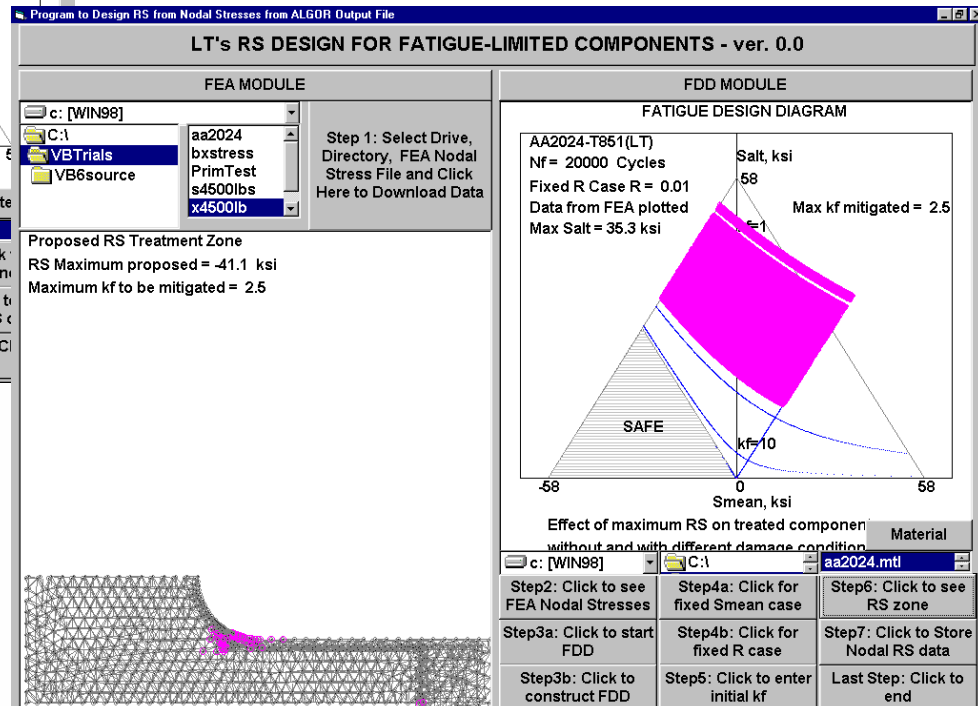 Program to Design RS from Nodal Stresses from ALGOR Output File
LT's RS DESIGN FOR FATIGUE-LIMITED COMPONENTS - ver. 0.0
FEA MODULE
c: [WIN98]
C:\
VBTrials
VB6source
aa2024
bxstress
PrimTest
s4500lbs
x4500lb
Step 1: Select Drive,
Directory, FEA Nodal
Stress File and Click
Here to Download Data
Proposed RS Treatment Zone
RS Maximum proposed = -41.1 ksi
Maximum kf to be mitigated = 2.5
FDD MODULE
FATIGUE DESIGN DIAGRAM
AA2024-T851(LT)
Nf = 20000 Cycles
Fixed R Case R = 0.01
Data from FEA plotted
Max Salt = 35.3 ksi
Salt, ksi
58
Max kf mitigated = 2.5
f=1
SAFE
kf=10
-58
0
58
Smean, ksi
Effect of maximum RS on treated componen
without and with different damage condition
Material
c: [WIN98]
C:\
aa2024.mtl
Step2: Click to see
FEA Nodal Stresses
Step4a: Click for
fixed Smean case
Step6: Click to see
RS zone
Step3a: Click to start
FDD
Step4b: Click for
fixed R case
Step7: Click to Store
Nodal RS data
Step3b: Click to
construct FDD
Step5: Click to enter
initial kf
Last Step: Click to
end